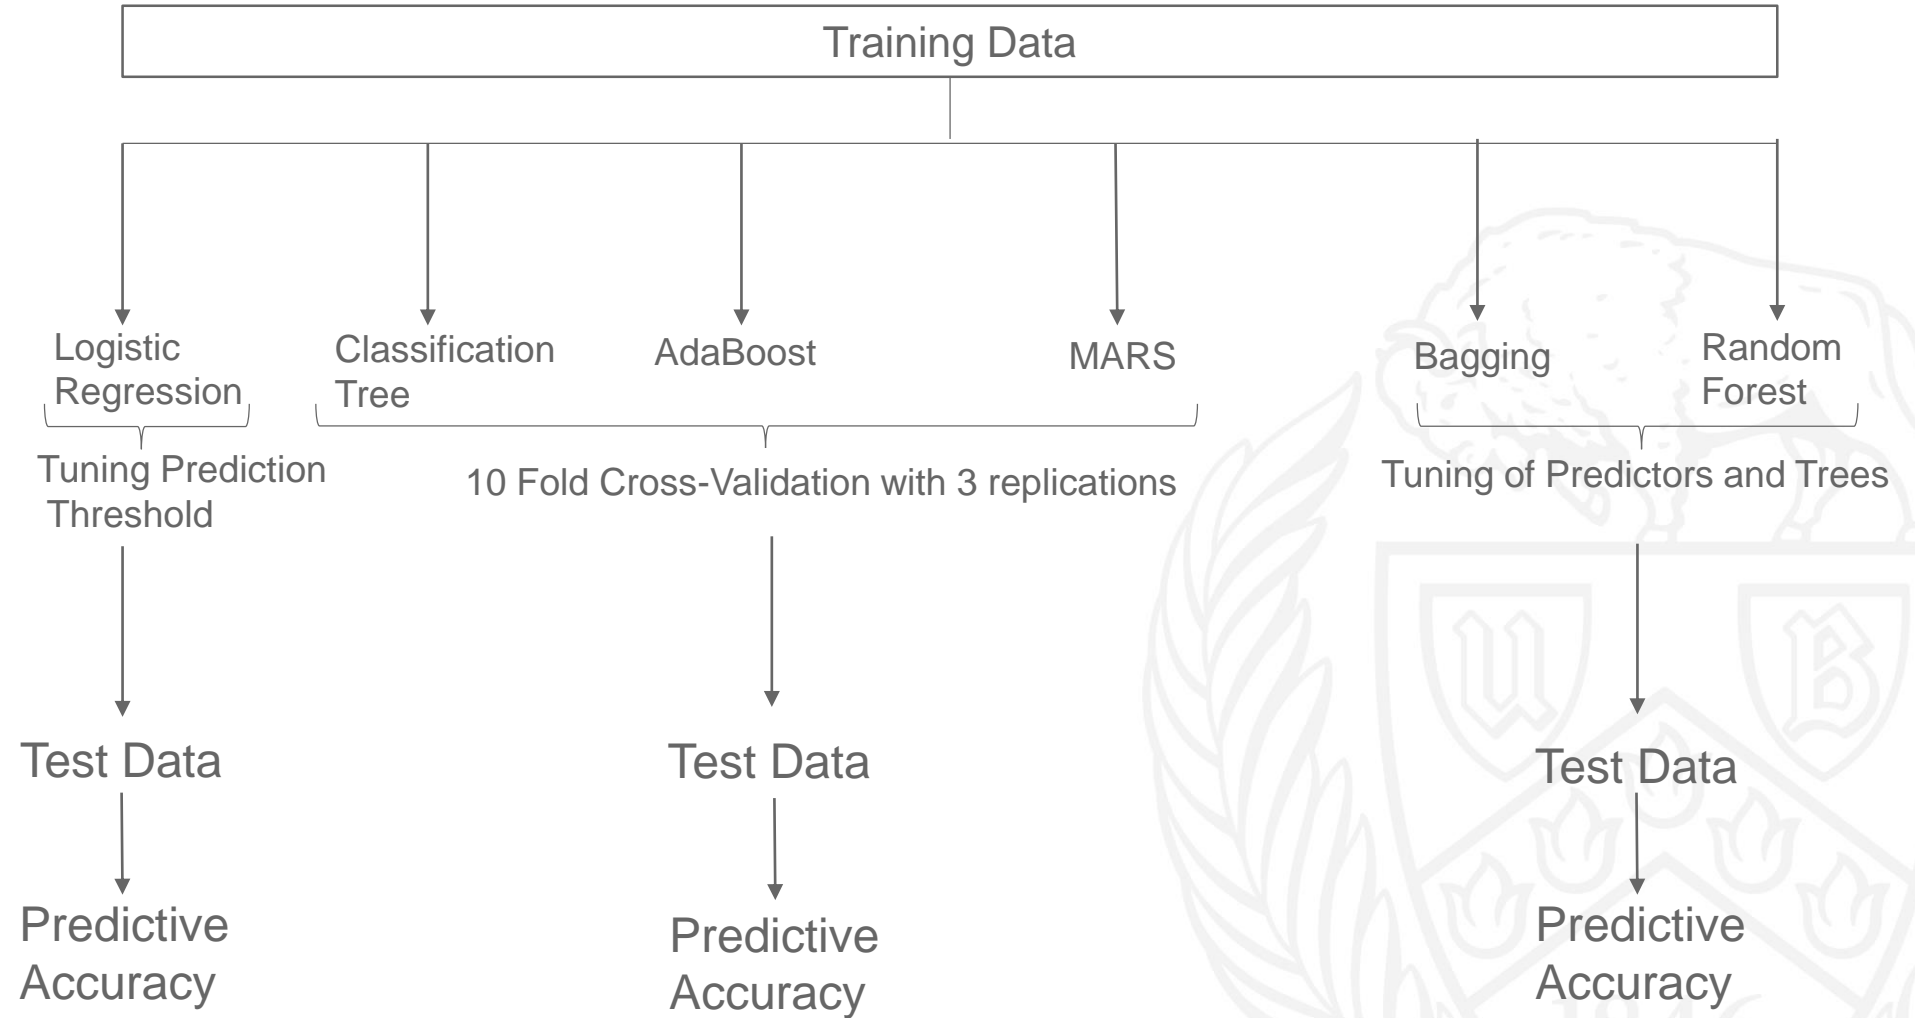 Training Data
Logistic
Regression
Classification
Tree
AdaBoost
MARS
Bagging
Random
Forest
Tuning Prediction
Threshold
10 Fold Cross-Validation with 3 replications
Tuning of Predictors and Trees
U B
Test Data
Test Data
Test Data
Predictive
Accuracy
Predictive
Accuracy
Predictive
Accuracy